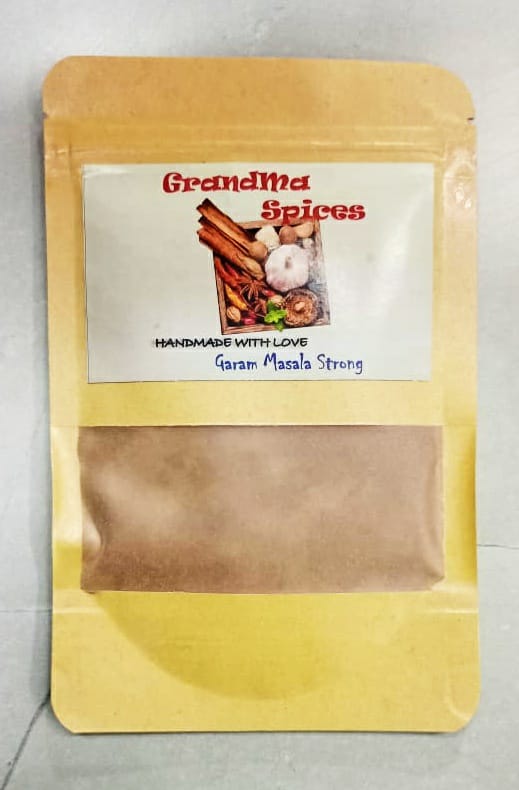 GrandMa
Spices
HANDMADE WITH LOVE
Garam Masala Strong